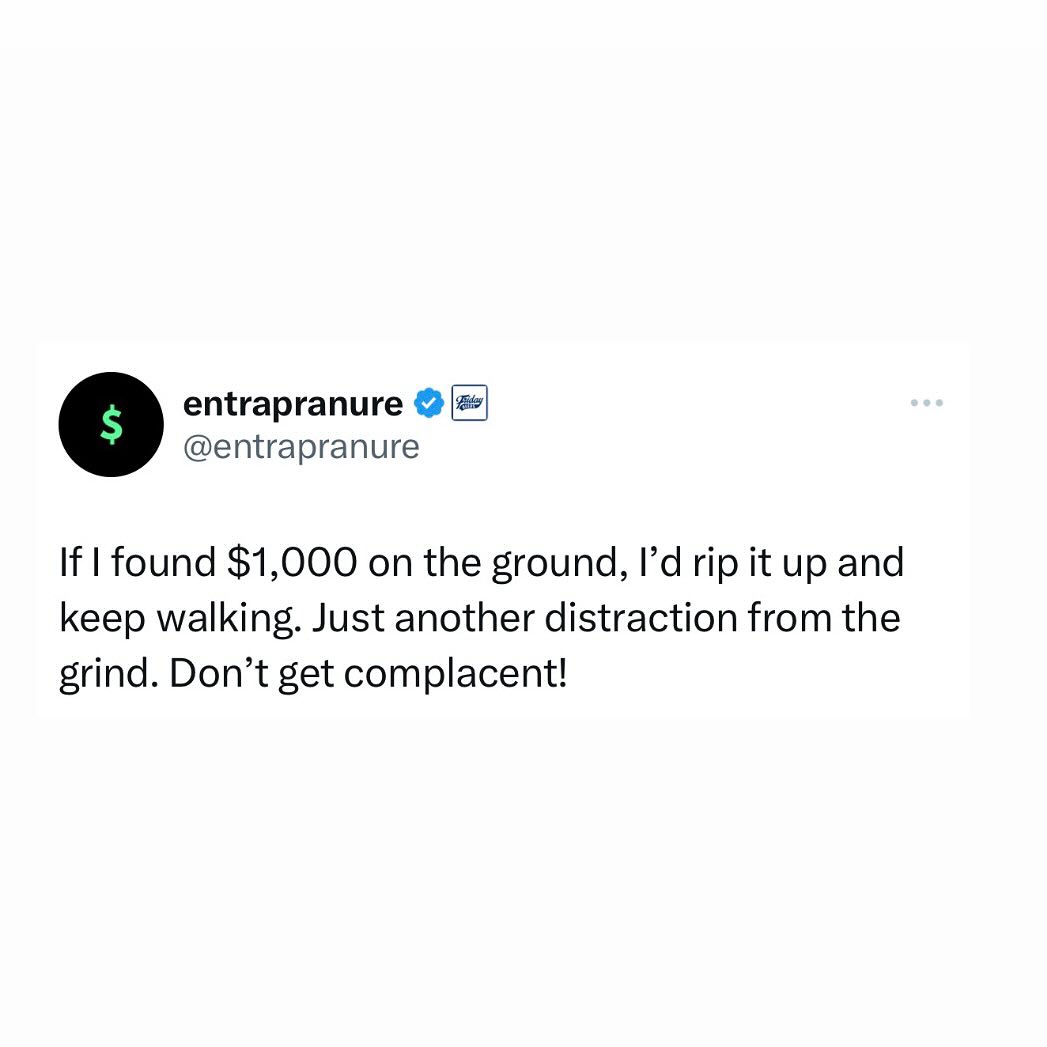 $
entrapranure
Friday
@entrapranure
If I found $1,000 on the ground, I’d rip it up and
keep walking. Just another distraction from the
grind. Don’t get complacent!